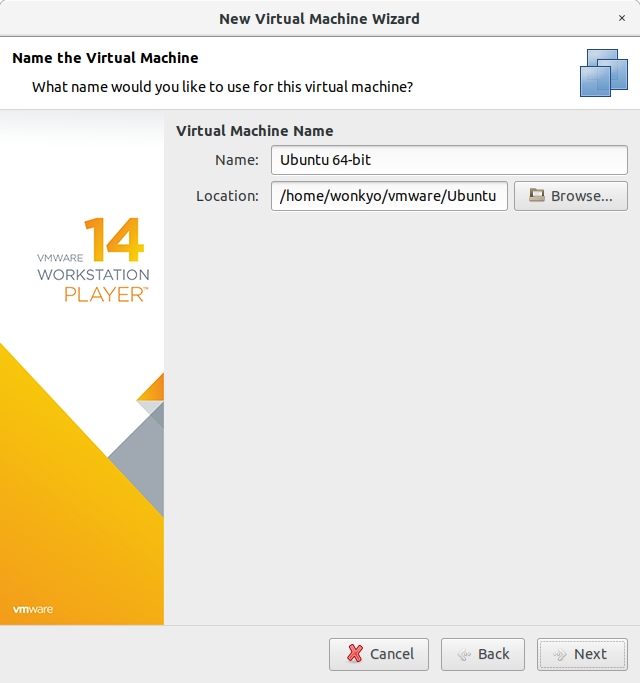 New Virtual Machine Wizard
×
Name the Virtual Machine
What name would you like to use for this virtual machine?
VMWARE 14
WORKSTATION
PLAYER™
vmware
Virtual Machine Name
Name: Ubuntu 64-bit
Location: /home/wonkyo/vmware/Ubuntu Browse...
Cancel Back Next